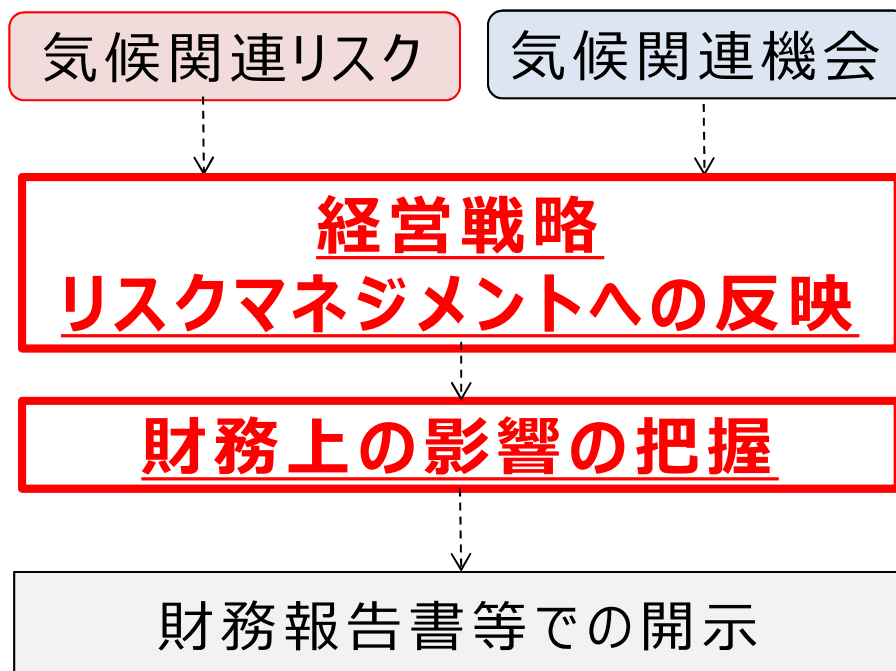 気候関連リスク
気候関連機会
経営戦略
リスクマネジメントへの反映
財務上の影響の把握
財務報告書等での開示